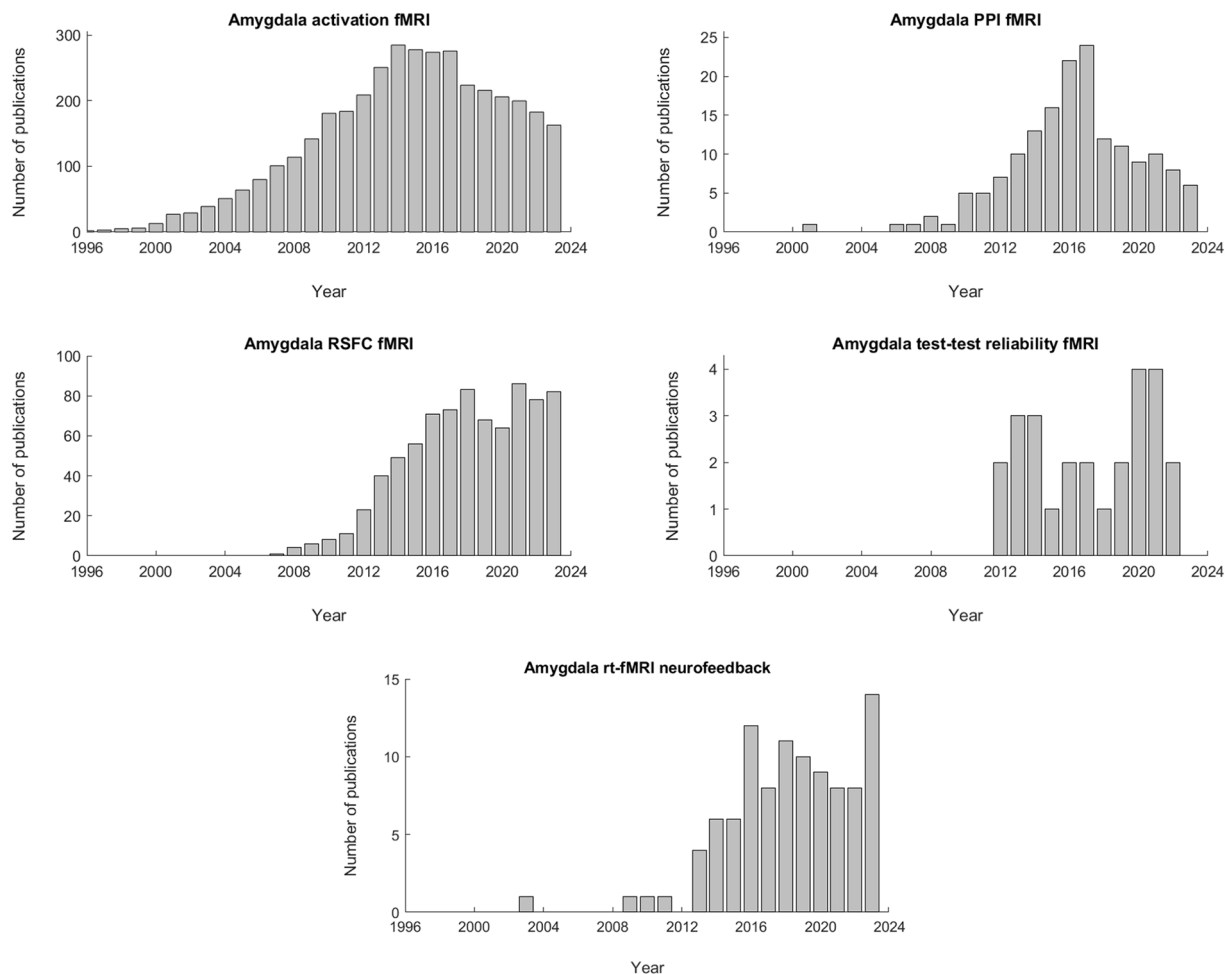 Amygdala activation fMRI
Number of publications
300
200
100
0
1996 2000 2004 2008 2012 2016 2020 2024
Year
Amygdala PPI fMRI
Number of publications
25
20
15
10
5
0
1996 2000 2004 2008 2012 2016 2020 2024
Year
Amygdala RSFC fMRI
Number of publications
100
80
60
40
20
0
1996 2000 2004 2008 2012 2016 2020 2024
Year
Amygdala test-test reliability fMRI
Number of publications
4
3
2
1
0
1996 2000 2004 2008 2012 2016 2020 2024
Year
Amygdala rt-fMRI neurofeedback
Number of publications
15
10
5
0
1996 2000 2004 2008 2012 2016 2020 2024
Year